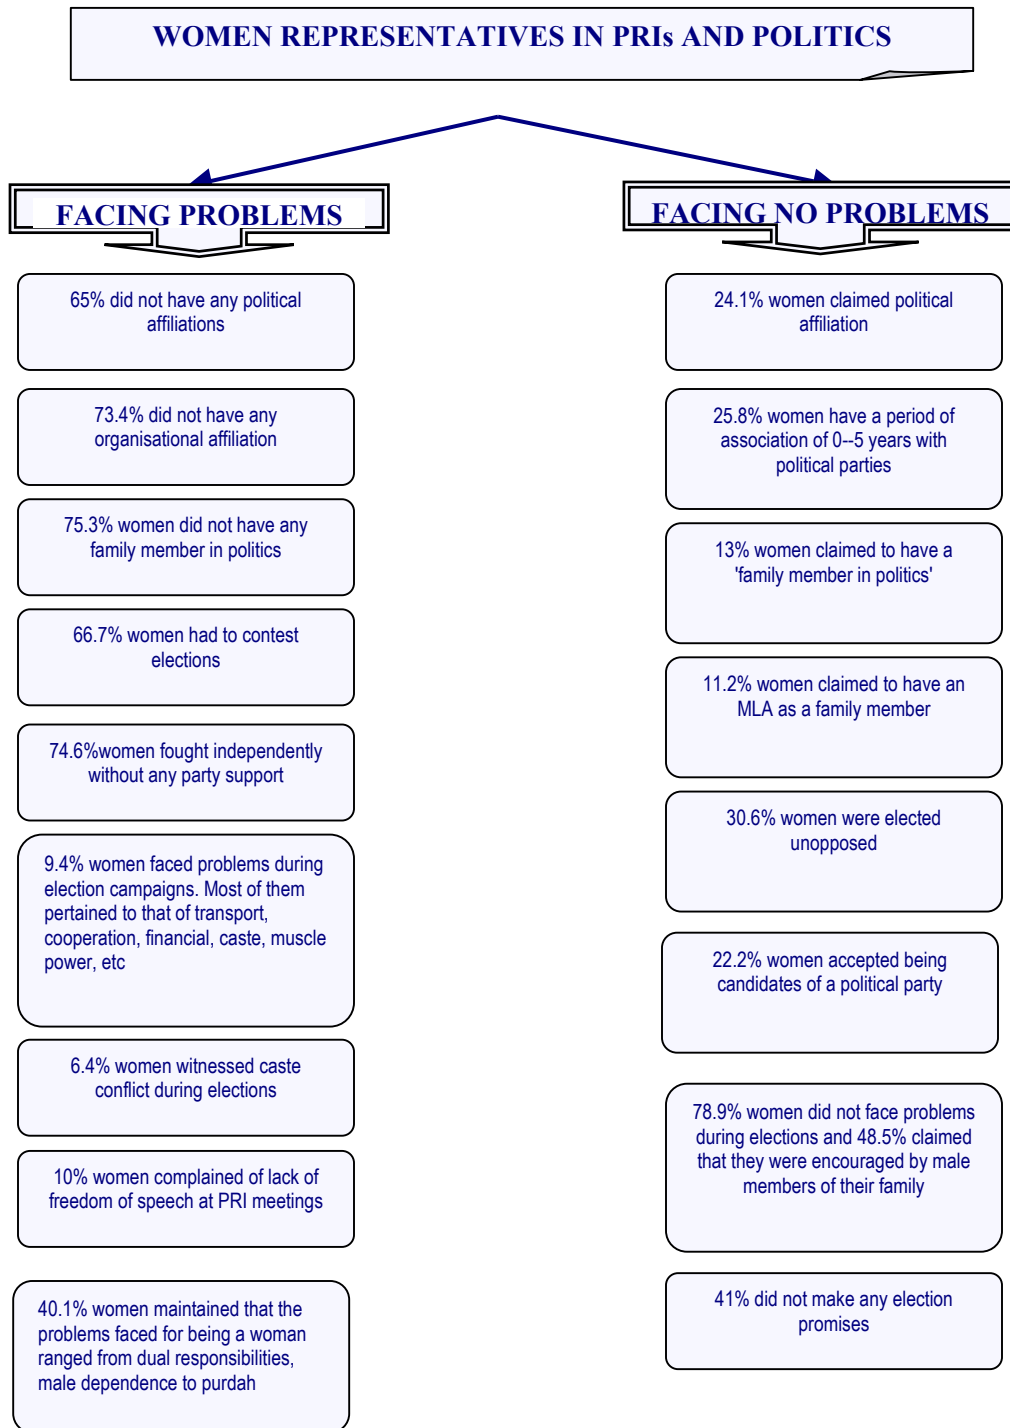 WOMEN REPRESENTATIVES IN PRIs AND POLITICS
FACING PROBLEMS
65% did not have any political
affiliations
73.4% did not have any
organisational affiliation
75.3% women did not have any
family member in politics
66.7% women had to contest
elections
74.6%women fought independently
without any party support
9.4% women faced problems during
election campaigns. Most of them
pertained to that of transport,
cooperation, financial, caste, muscle
power, etc
6.4% women witnessed caste
conflict during elections
10% women complained of lack of
freedom of speech at PRI meetings
40.1% women maintained that the
problems faced for being a woman
ranged from dual responsibilities,
male dependence to purdah
FACING NO PROBLEMS
24.1% women claimed political
affiliation
25.8% women have a period of
association of 0--5 years with
political parties
13% women claimed to have a
'family member in politics'
11.2% women claimed to have an
MLA as a family member
30.6% women were elected
unopposed
22.2% women accepted being
candidates of a political party
78.9% women did not face problems
during elections and 48.5% claimed
that they were encouraged by male
members of their family
41% did not make any election
promises